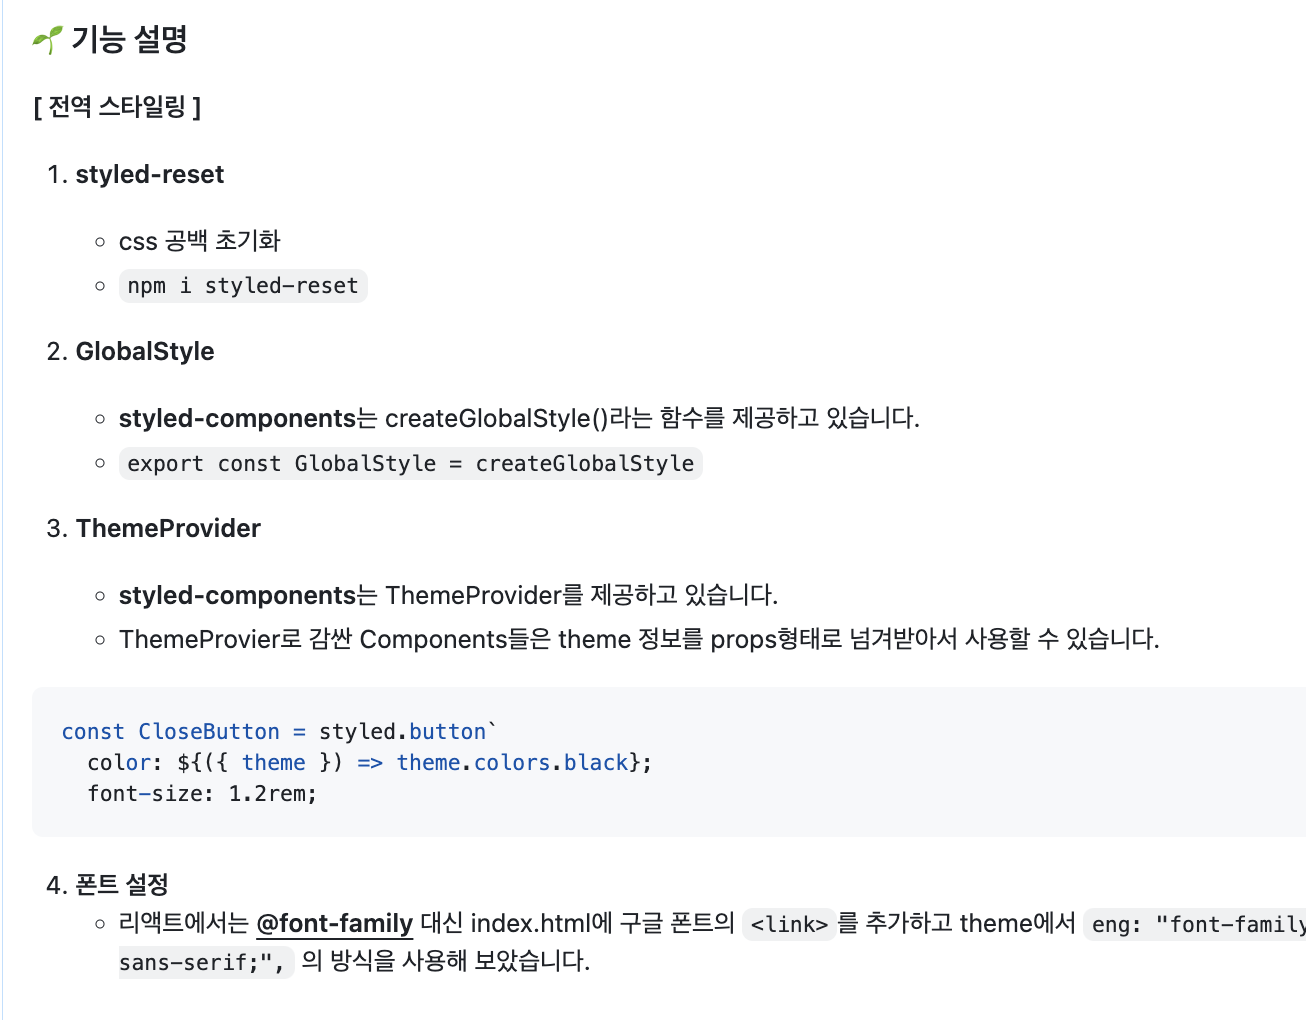 🌱 기능 설명
[ 전역 스타일링 ]
1. styled-reset
css 공백 초기화
npm i styled-reset
2. GlobalStyle
styled-components는 createGlobalStyle()라는 함수를 제공하고 있습니다.
export const GlobalStyle = createGlobalStyle
3. ThemeProvider
styled-components는 ThemeProvider를 제공하고 있습니다.
ThemeProvier로 감싼 Components들은 theme 정보를 props형태로 넘겨받아서 사용할 수 있습니다.
const CloseButton = styled.button`
color: ${({ theme }) => theme.colors.black};
font-size: 1.2rem;
4. 폰트 설정
리액트에서는 @font-family 대신 index.html에 구글 폰트의 <link>를 추가하고 theme에서 eng: "font-family
sans-serif;", 의 방식을 사용해 보았습니다.